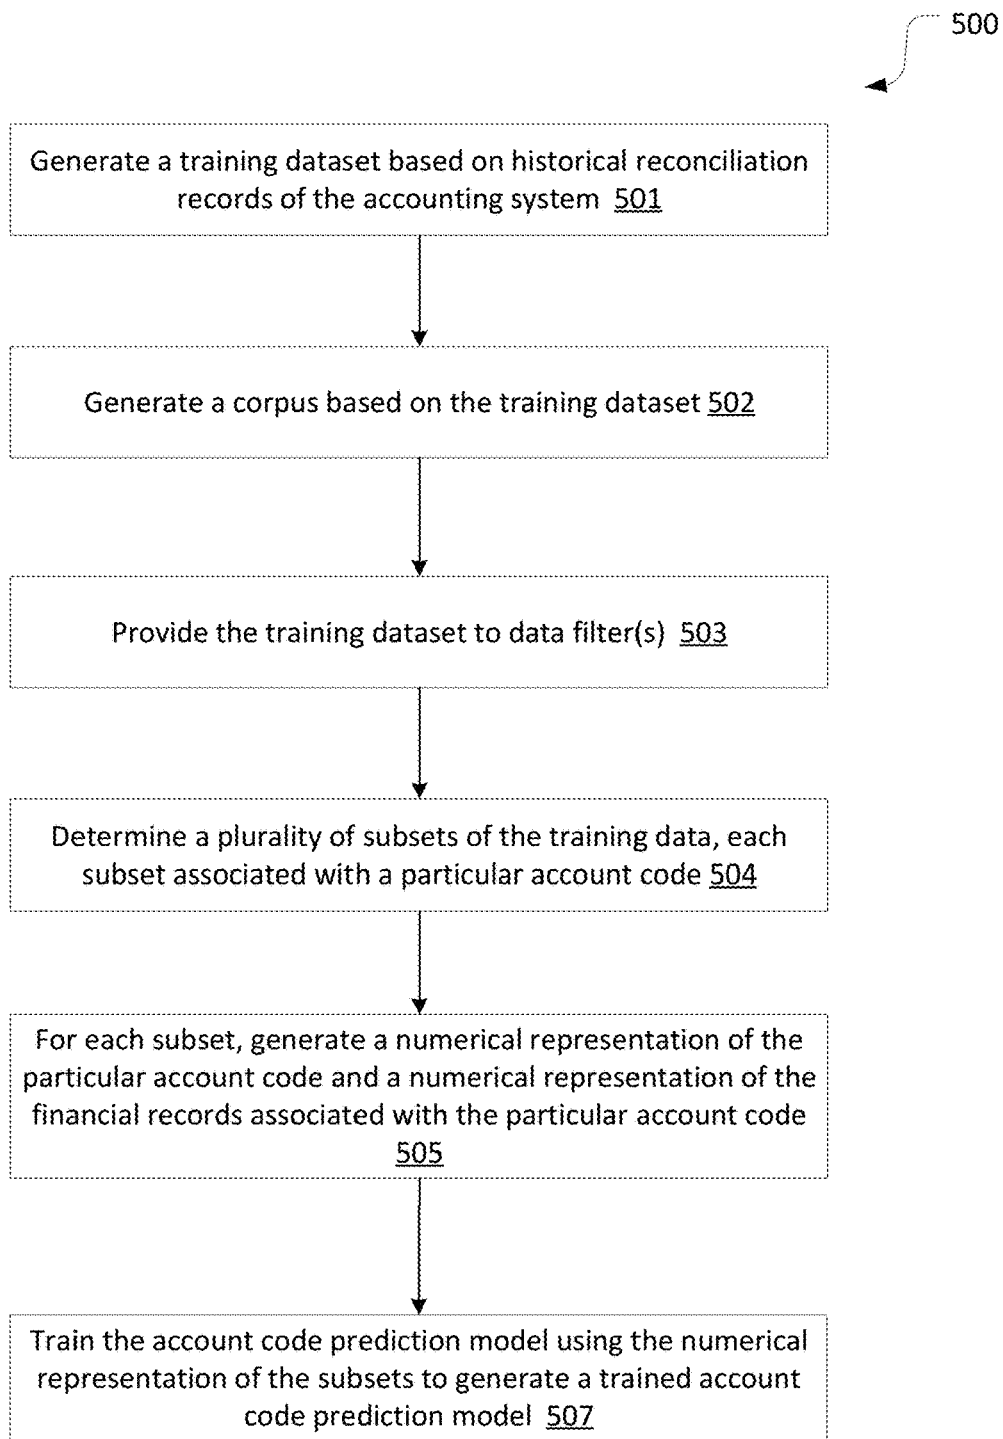 500
Generate a training dataset based on historical reconciliation
records of the accounting system 501
Generate a corpus based on the training dataset 502
Provide the training dataset to data filter(s) 503
Determine a plurality of subsets of the training data, each
subset associated with a particular account code 504
For each subset, generate a numerical representation of the
particular account code and a numerical representation of the
financial records associated with the particular account code
505
Train the account code prediction model using the numerical
representation of the subsets to generate a trained account
code prediction model 507